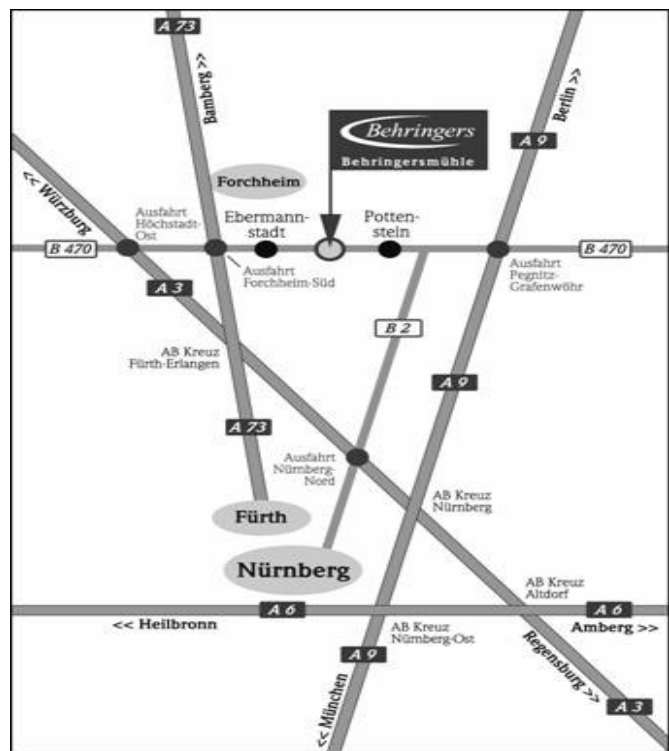 A 73
Bamberg >>
Berlin >>
A 9
Behringers
Behringersmühle
Forchheim
<< Würzburg
Ausfahrt
Höchstadt-
Ost
Ebermann-
stadt
Potten-
stein
B 470
B 470
Ausfahrt
Forchheim-Süd
Ausfahrt
Pegnitz-
Grafenwöhr
A 3
B 2
AB Kreuz
Fürth-Erlangen
A 9
A 73
Ausfahrt
Nürnberg-
Nord
AB Kreuz
Nürnberg
Fürth
Nürnberg
AB Kreuz
Altdorf
A 6
A 6
<< Heilbronn
AB Kreuz
Nürnberg-Ost
Amberg >>
A 9
Regensburg >>
<< München
A 3